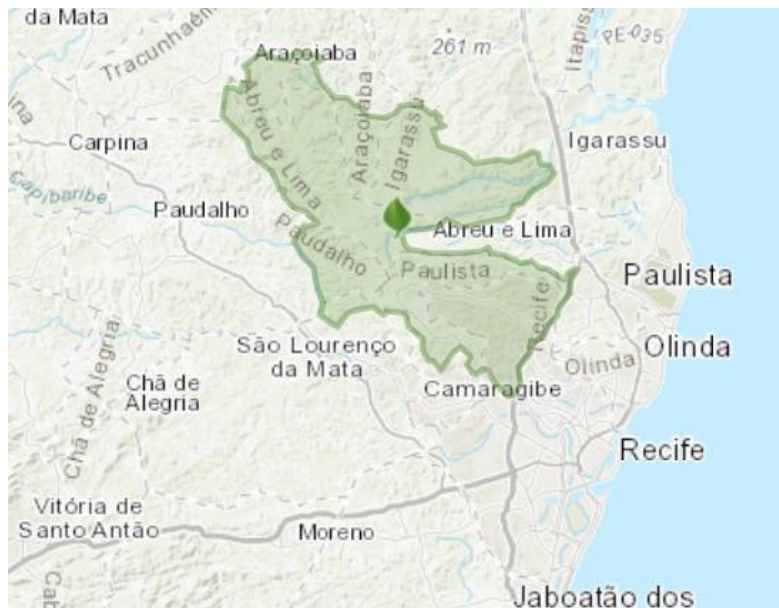 da Mata
Araçoiaba
261 m
PE-035
Itapiss
Tracunhaém
Carpina
Abreu e Lima
Araçoiaba
Igarassu
Igarassu
Capibaribe
Paudalho
Paudalho
Abreu e Lima
Paulista
Paulista
Recife
São Lourenço
da Mata
Olinda
Olinda
Chã de Alegria
Chã de
Alegria
Camaragibe
Recife
Vitória de
Santo Antão
Moreno
Jaboatão dos